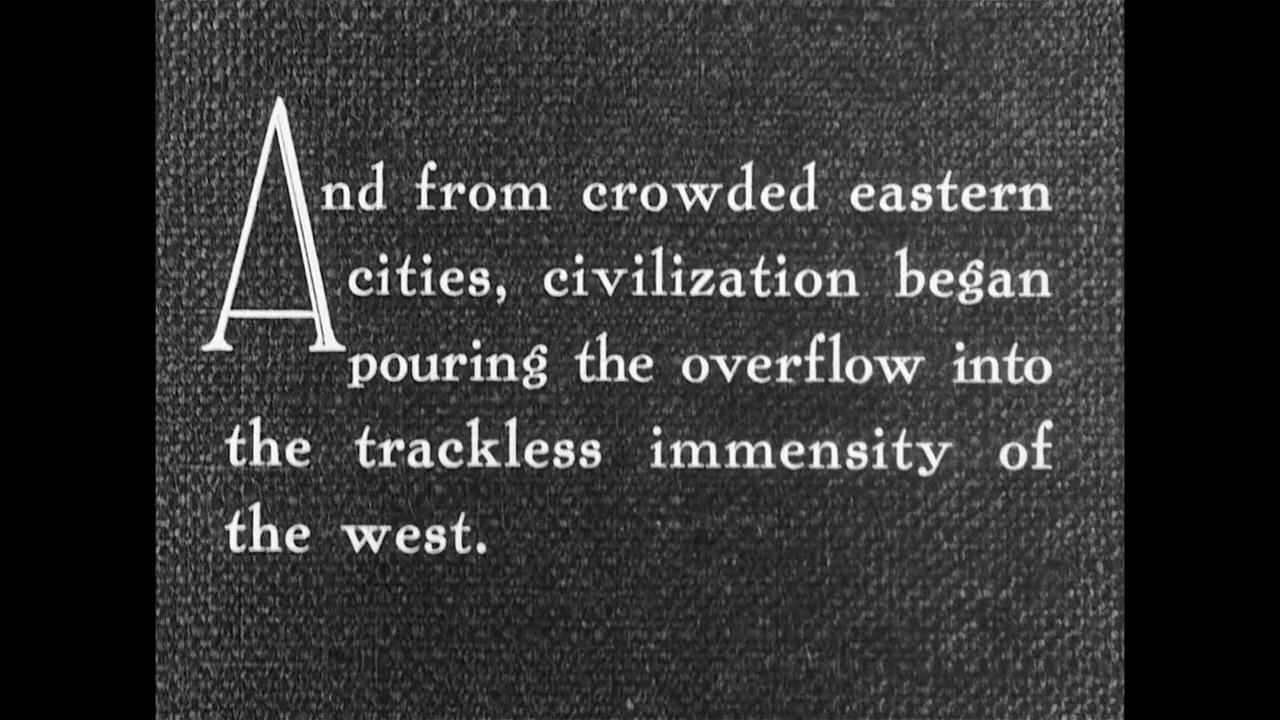 And from crowded eastern
cities, civilization began
pouring the overflow into
the trackless immensity of
the west.